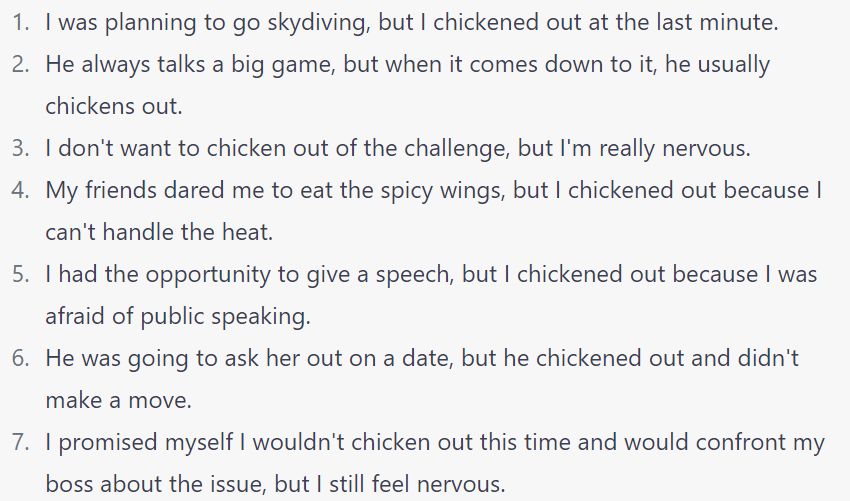 1. I was planning to go skydiving, but I chickened out at the last minute.
2. He always talks a big game, but when it comes down to it, he usually
chickens out.
3. I don't want to chicken out of the challenge, but I'm really nervous.
4. My friends dared me to eat the spicy wings, but I chickened out because I
can't handle the heat.
5. I had the opportunity to give a speech, but I chickened out because I was
afraid of public speaking.
6. He was going to ask her out on a date, but he chickened out and didn't
make a move.
7. I promised myself I wouldn't chicken out this time and would confront my
boss about the issue, but I still feel nervous.